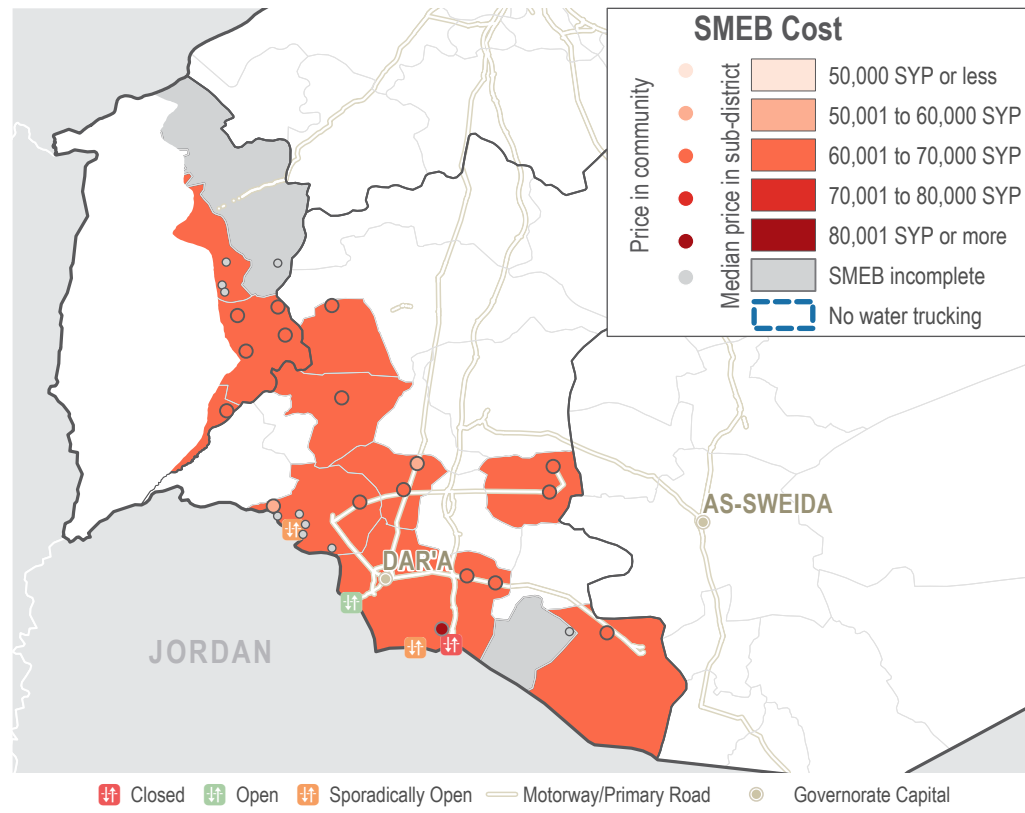 SMEB Cost
Price in community
Median price in sub-district
50,000 SYP or less
50,001 to 60,000 SYP
60,001 to 70,000 SYP
70,001 to 80,000 SYP
80,001 SYP or more
SMEB incomplete
No water trucking
AS-SWEIDA
DAR'A
JORDAN
Closed
Open
Sporadically Open
Motorway/Primary Road
Governorate Capital